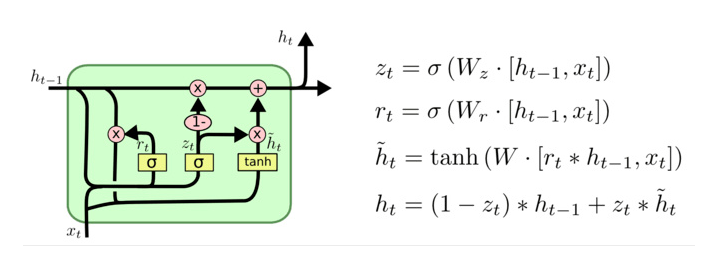 h_t
h_{t-1}
x
+
1-
x
r_t
z_t
x
h̃_t
σ
σ
tanh
x_t
z_t = σ (W_z · [h_{t-1}, x_t])
r_t = σ (W_r · [h_{t-1}, x_t])
h̃_t = tanh (W · [r_t * h_{t-1}, x_t])
h_t = (1 − z_t) * h_{t-1} + z_t * h̃_t